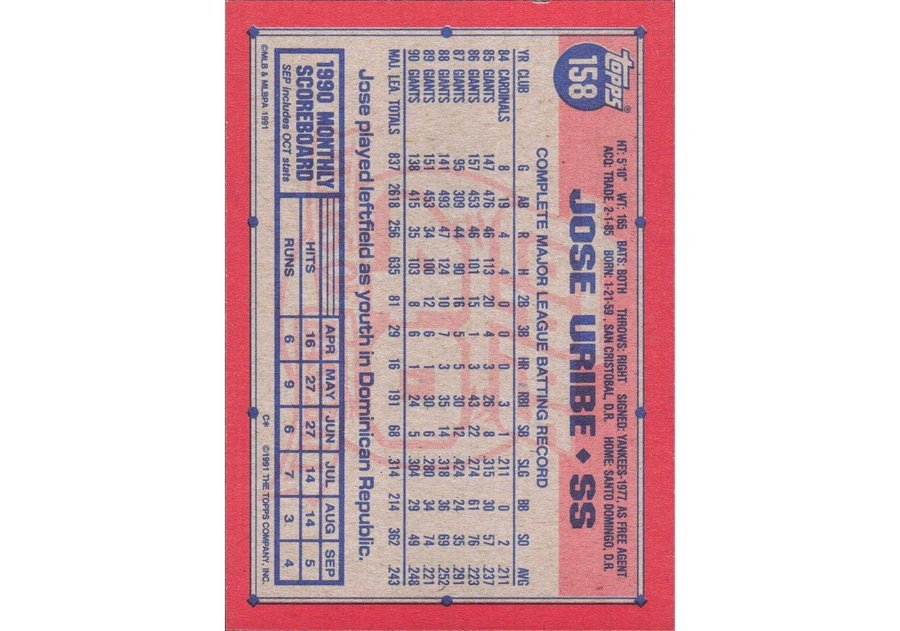 topps®
158
HT: 5'10" WT: 165 BATS: BOTH THROWS: RIGHT SIGNED: YANKEES-1977, AS FREE AGENT
ACQ: TRADE, 2-1-85 BORN: 1-21-59, SAN CRISTOBAL, D.R. HOME: SANTO DOMINGO, D.R.
JOSE URIBE ♦ SS
COMPLETE MAJOR LEAGUE BATTING RECORD
YR CLUB G AB R H 2B 3B HR RBI SB SLG BB SO AVG
84 CARDINALS 8 19 4 4 0 0 0 3 1 .211 0 2 .211
85 GIANTS 147 476 46 113 20 4 3 26 8 .315 30 57 .237
86 GIANTS 157 453 46 101 15 1 3 43 22 .274 61 76 .223
87 GIANTS 95 309 44 90 16 5 5 30 12 .424 24 35 .291
88 GIANTS 141 493 47 124 10 7 3 35 14 .318 36 69 .252
89 GIANTS 151 453 34 100 12 6 1 30 6 .280 34 74 .221
90 GIANTS 138 415 35 103 8 6 1 24 5 .304 29 49 .248
MAJ. LEA. TOTALS 837 2618 256 635 81 29 16 191 68 .314 214 362 .243
Jose played leftfield as youth in Dominican Republic.
1990 MONTHLY
SCOREBOARD
SEP includes OCT stats
APR MAY JUN JUL AUG SEP
HITS 16 27 27 14 14 5
RUNS 6 9 6 7 3 4
©MLB & MLBPA 1991 C* ©1991 THE TOPPS COMPANY, INC.